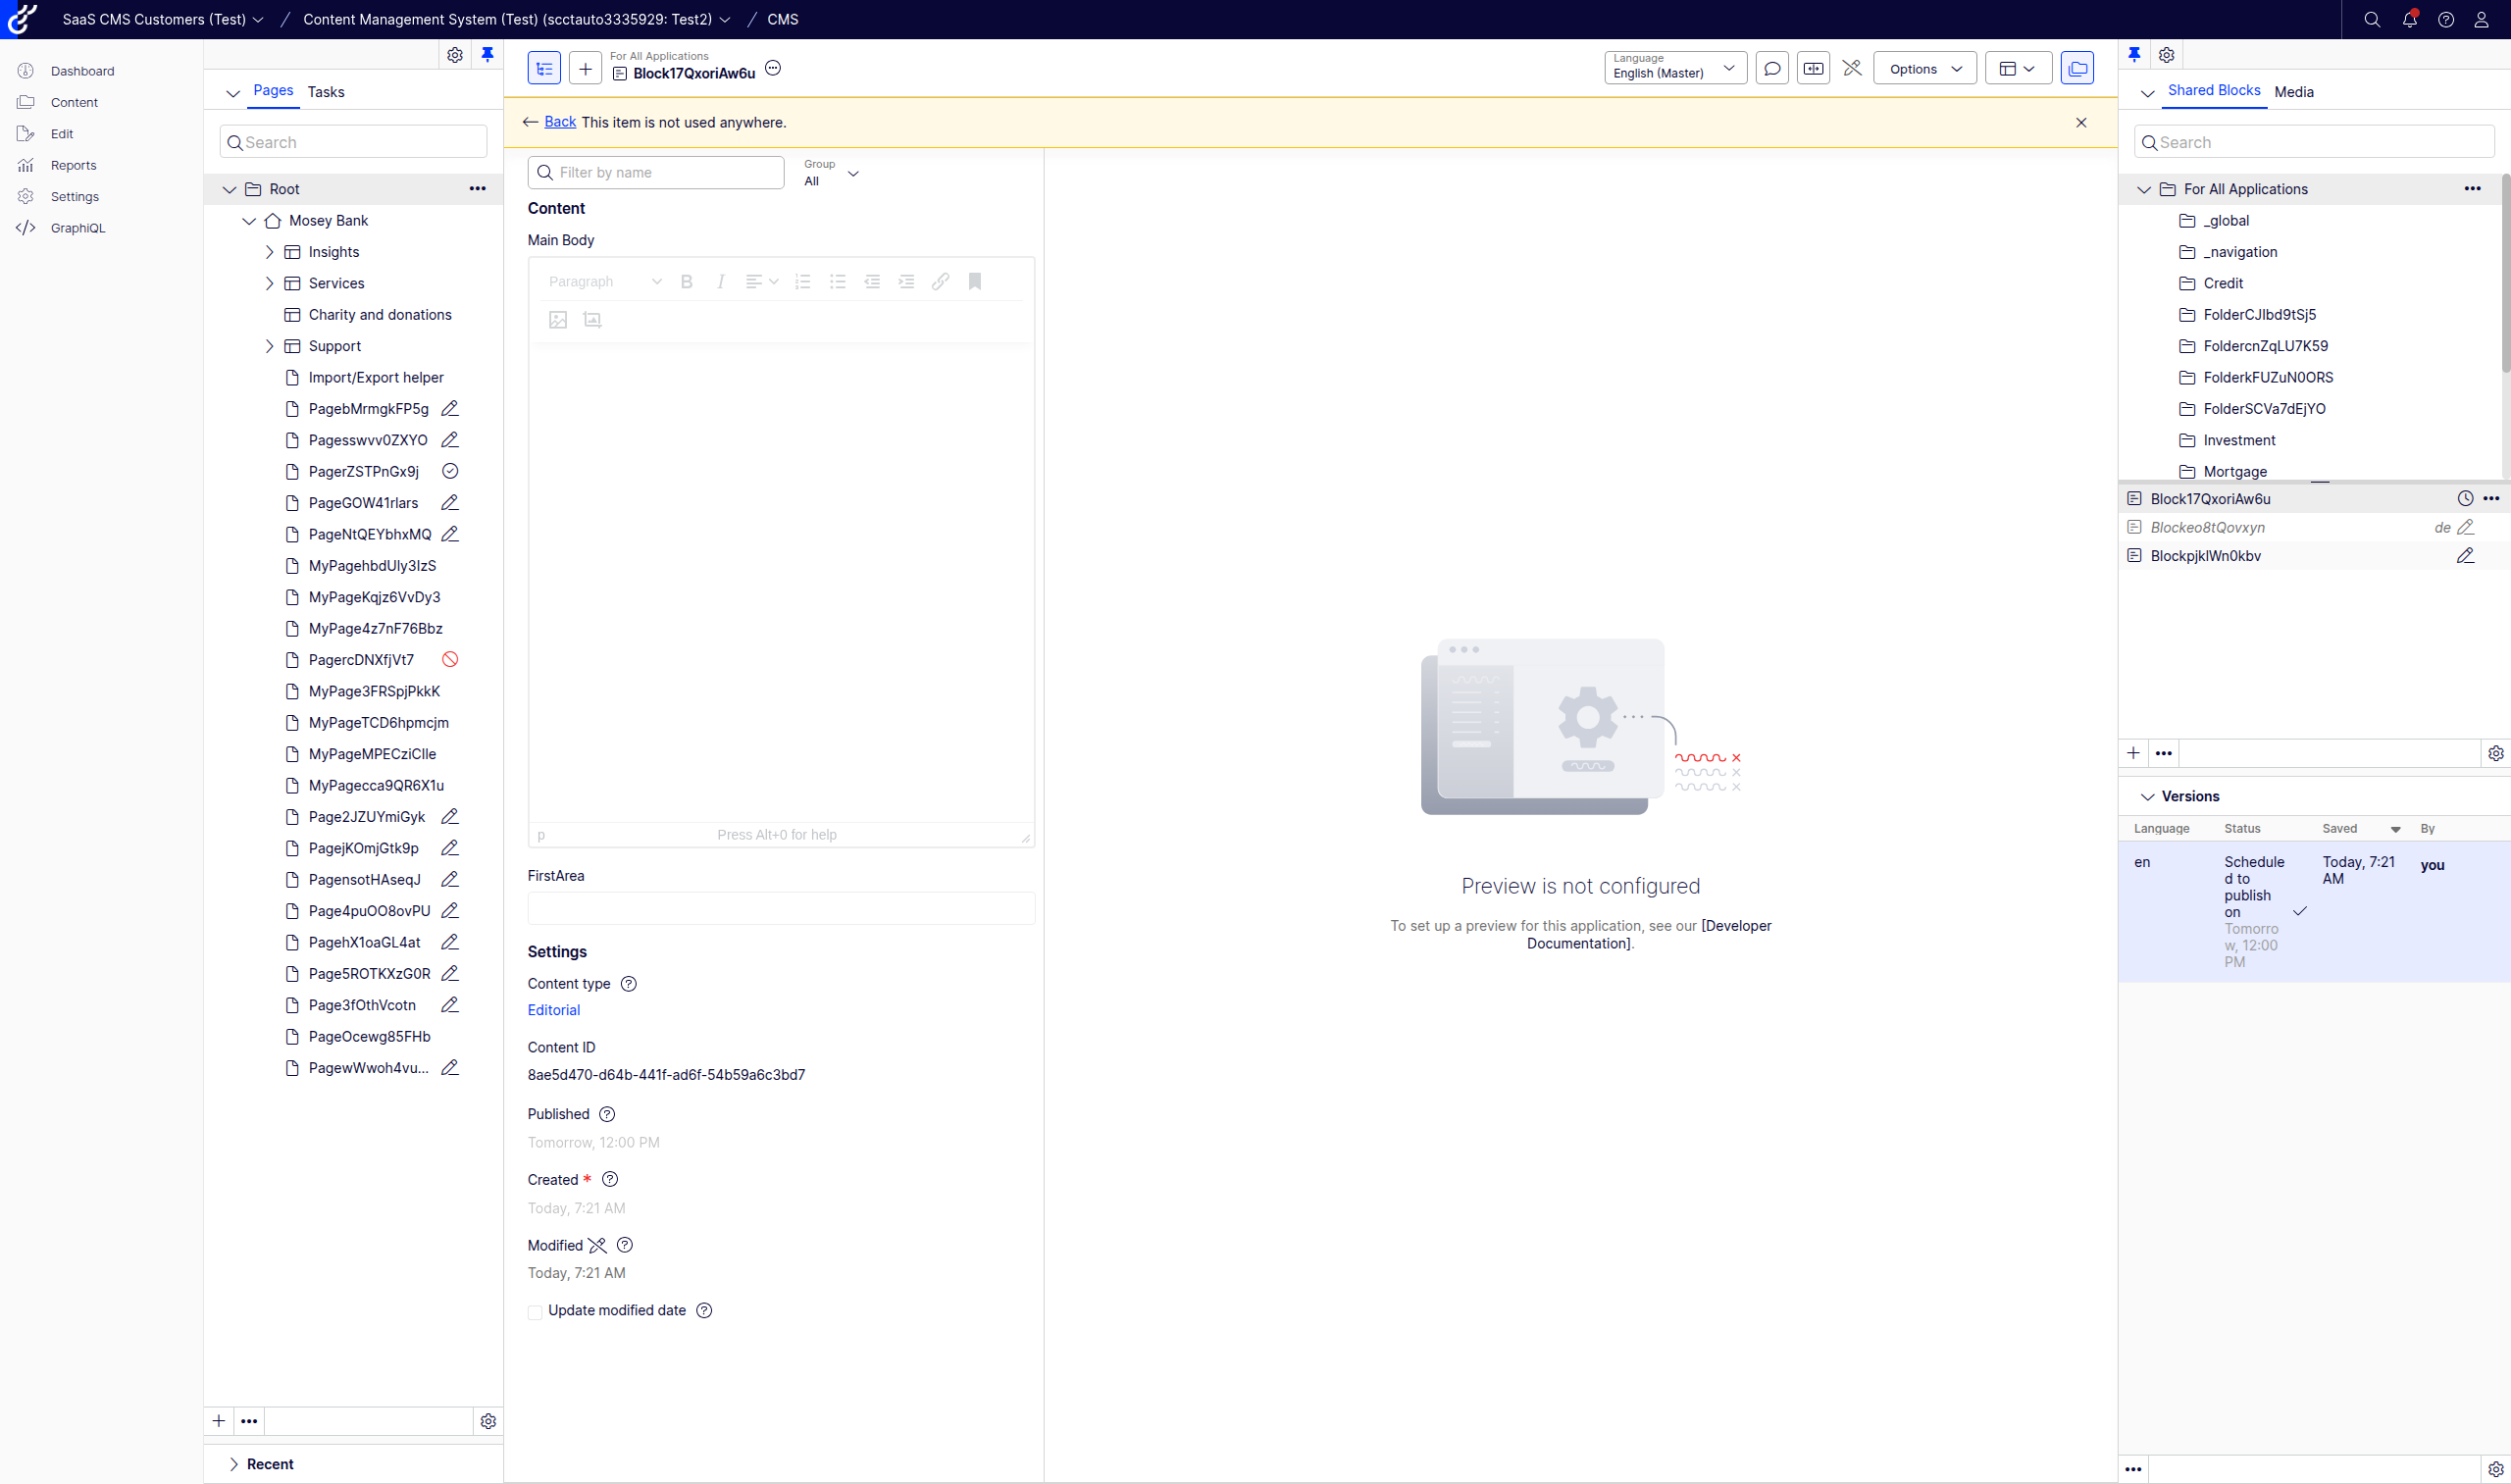 SaaS CMS Customers (Test) / Content Management System (Test) (scctauto3335929: Test2) / CMS
Dashboard
Content
Edit
Reports
Settings
GraphiQL
Pages Tasks
Search
Root
Mosey Bank
Insights
Services
Charity and donations
Support
Import/Export helper
PagebMrmgkFP5g
Pagesswvv0ZXYO
PagerZSTPnGx9j
PageGOW41rlars
PageNtQEYbhxMQ
MyPagehbdUly3IzS
MyPageKqjz6VvDy3
MyPage4z7nF76Bbz
PagercDNXfjVt7
MyPage3FRSpjPkkK
MyPageTCD6hpmcjm
MyPageMPECziCIle
MyPagecca9QR6X1u
Page2JZUYmiGyk
PagejKOmjGtk9p
PagensotHAseqJ
Page4puOO8ovPU
PagehX1oaGL4at
Page5ROTKXzG0R
Page3fOthVcotn
PageOcewg85FHb
PagewWwoh4vu...
Recent
For All Applications
Block17QxoriAw6u
Language
English (Master)
Options
Back This item is not used anywhere.
Filter by name
Group
All
Content
Main Body
Paragraph
p Press Alt+0 for help
FirstArea
Settings
Content type
Editorial
Content ID
8ae5d470-d64b-441f-ad6f-54b59a6c3bd7
Published
Tomorrow, 12:00 PM
Created *
Today, 7:21 AM
Modified
Today, 7:21 AM
Update modified date
Preview is not configured
To set up a preview for this application, see our [Developer
Documentation].
Shared Blocks Media
Search
For All Applications
_global
_navigation
Credit
FolderCJlbd9tSj5
FoldercnZqLU7K59
FolderkFUZuN0ORS
FolderSCVa7dEjYO
Investment
Mortgage
Block17QxoriAw6u
Blockeo8tQovxyn de
BlockpjklWn0kbv
Versions
Language Status Saved By
en Schedule Today, 7:21 you
d to AM
publish
on
Tomorro
w, 12:00
PM